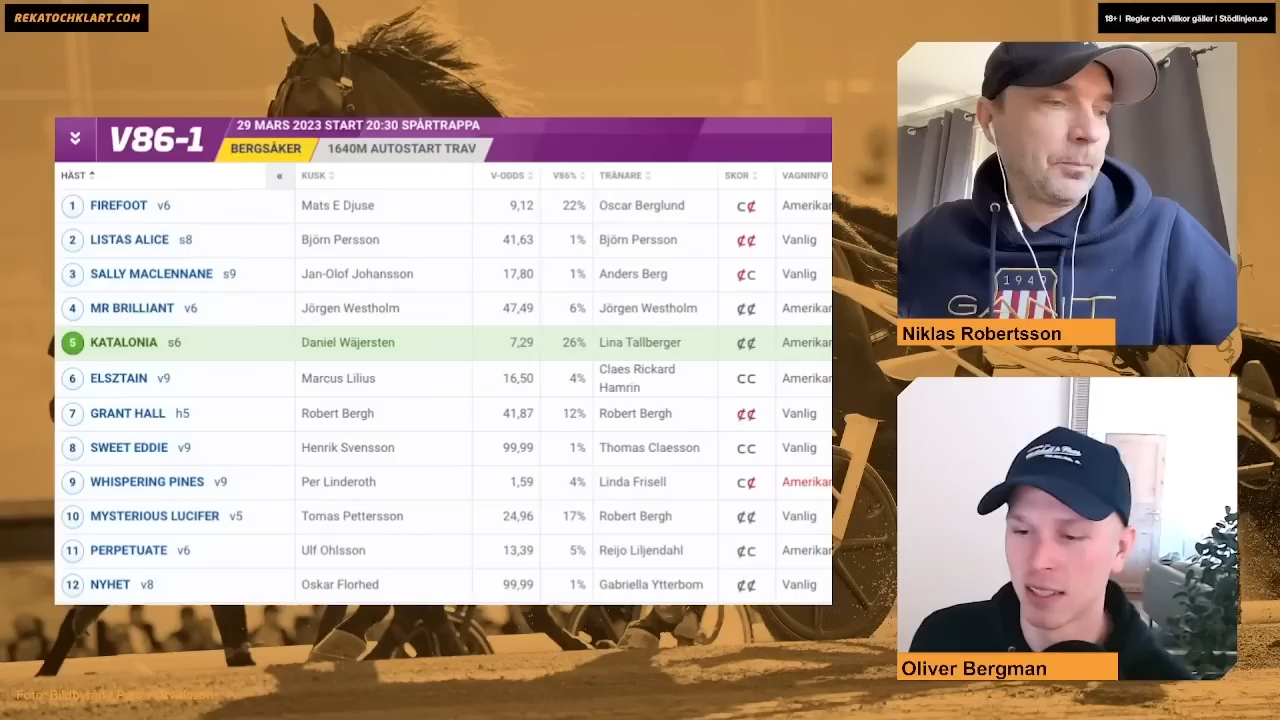 REKATOCHKLART.COM
18+ | Regler och villkor gäller | Stödlinjen.se
V86-1
29 MARS 2023 START 20:30 SPÅRTRAPPA
BERGSÅKER 1640M AUTOSTART TRAV
HÄST « KUSK V-ODDS V86% TRÄNARE SKOR VAGNINFO
1 FIREFOOT v6 Mats E Djuse 9,12 22% Oscar Berglund C₵ Amerikan
2 LISTAS ALICE s8 Björn Persson 41,63 1% Björn Persson ₵₵ Vanlig
3 SALLY MACLENNANE s9 Jan-Olof Johansson 17,80 1% Anders Berg ₵C Vanlig
4 MR BRILLIANT v6 Jörgen Westholm 47,49 6% Jörgen Westholm ₵₵ Amerikar
5 KATALONIA s6 Daniel Wäjersten 7,29 26% Lina Tallberger ₵₵ Amerikar
6 ELSZTAIN v9 Marcus Lilius 16,50 4% Claes Rickard Hamrin CC Amerikar
7 GRANT HALL h5 Robert Bergh 41,87 12% Robert Bergh ₵₵ Vanlig
8 SWEET EDDIE v9 Henrik Svensson 99,99 1% Thomas Claesson CC Vanlig
9 WHISPERING PINES v9 Per Linderoth 1,59 4% Linda Frisell C₵ Amerikar
10 MYSTERIOUS LUCIFER v5 Tomas Pettersson 24,96 17% Robert Bergh ₵₵ Vanlig
11 PERPETUATE v6 Ulf Ohlsson 13,39 5% Reijo Liljendahl ₵C Amerikar
12 NYHET v8 Oskar Florhed 99,99 1% Gabriella Ytterbom ₵₵ Vanlig
1949
GANT
Niklas Robertsson
Oliver Bergman